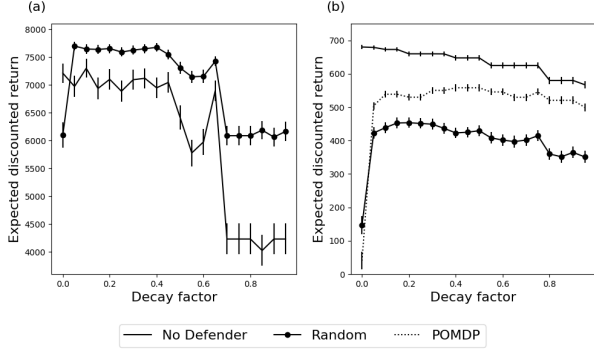 (a)
Expected discounted return
8000
7500
7000
6500
6000
5500
5000
4500
4000
0.0 0.2 0.4 0.6 0.8
Decay factor
(b)
Expected discounted return
700
600
500
400
300
200
100
0
0.0 0.2 0.4 0.6 0.8
Decay factor
No Defender Random POMDP